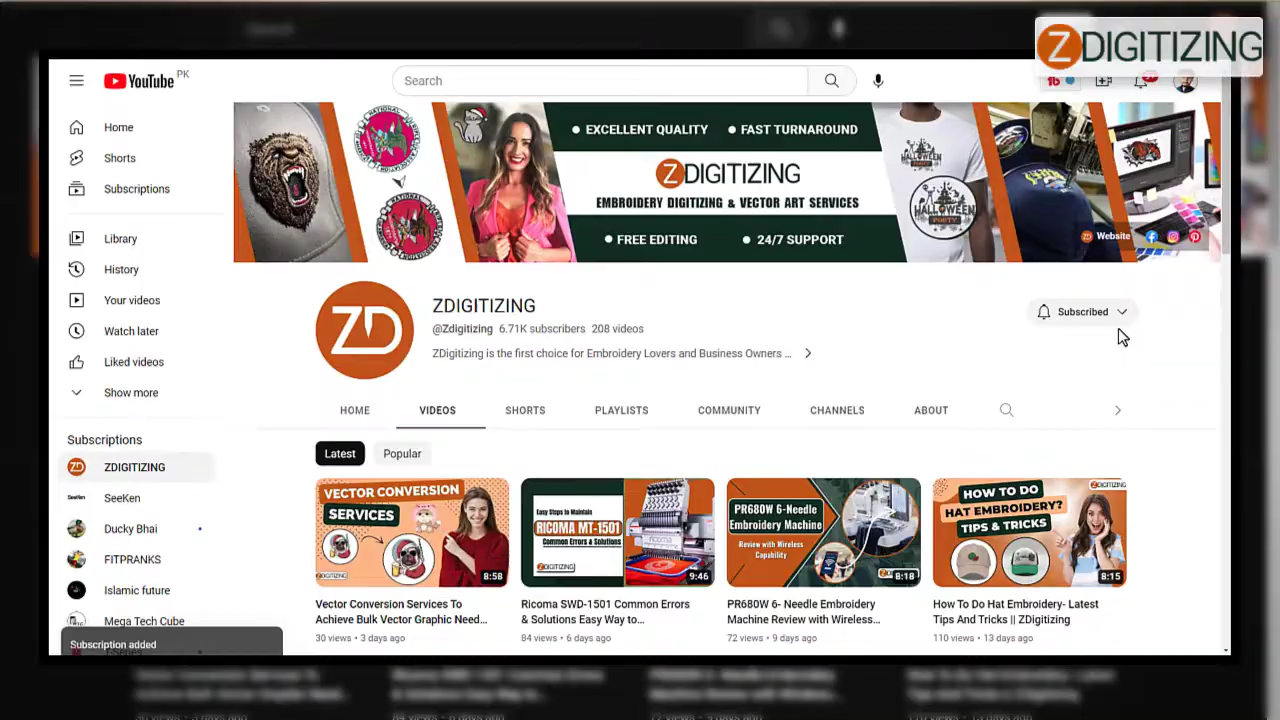 ZDIGITIZING
YouTube PK
Search
Home
Shorts
Subscriptions
Library
History
Your videos
Watch later
Liked videos
Show more
Subscriptions
ZDIGITIZING
SeeKen
Ducky Bhai
FITPRANKS
Islamic future
Mega Tech Cube
Subscription added
EXCELLENT QUALITY
FAST TURNAROUND
ZDIGITIZING
EMBROIDERY DIGITIZING & VECTOR ART SERVICES
FREE EDITING
24/7 SUPPORT
HALLOWEEN
PARTY
Website
ZD
ZDIGITIZING
@Zdigitizing 6.71K subscribers 208 videos
ZDigitizing is the first choice for Embroidery Lovers and Business Owners ...
Subscribed
HOME VIDEOS SHORTS PLAYLISTS COMMUNITY CHANNELS ABOUT
Latest Popular
VECTOR CONVERSION
SERVICES
ZDIGITIZING
8:58
Vector Conversion Services To
Achieve Bulk Vector Graphic Need...
30 views • 3 days ago
Easy Steps to Maintain
RICOMA MT-1501
Common Errors & Solutions
ZDIGITIZING
9:46
Ricoma SWD-1501 Common Errors
& Solutions Easy Way to...
84 views • 6 days ago
PR680W 6-Needle
Embroidery Machine
Review with Wireless
Capability
8:18
PR680W 6- Needle Embroidery
Machine Review with Wireless...
72 views • 9 days ago
ZDIGITIZING
HOW TO DO
HAT EMBROIDERY?
TIPS & TRICKS
8:15
How To Do Hat Embroidery- Latest
Tips And Tricks || ZDigitizing
110 views • 13 days ago